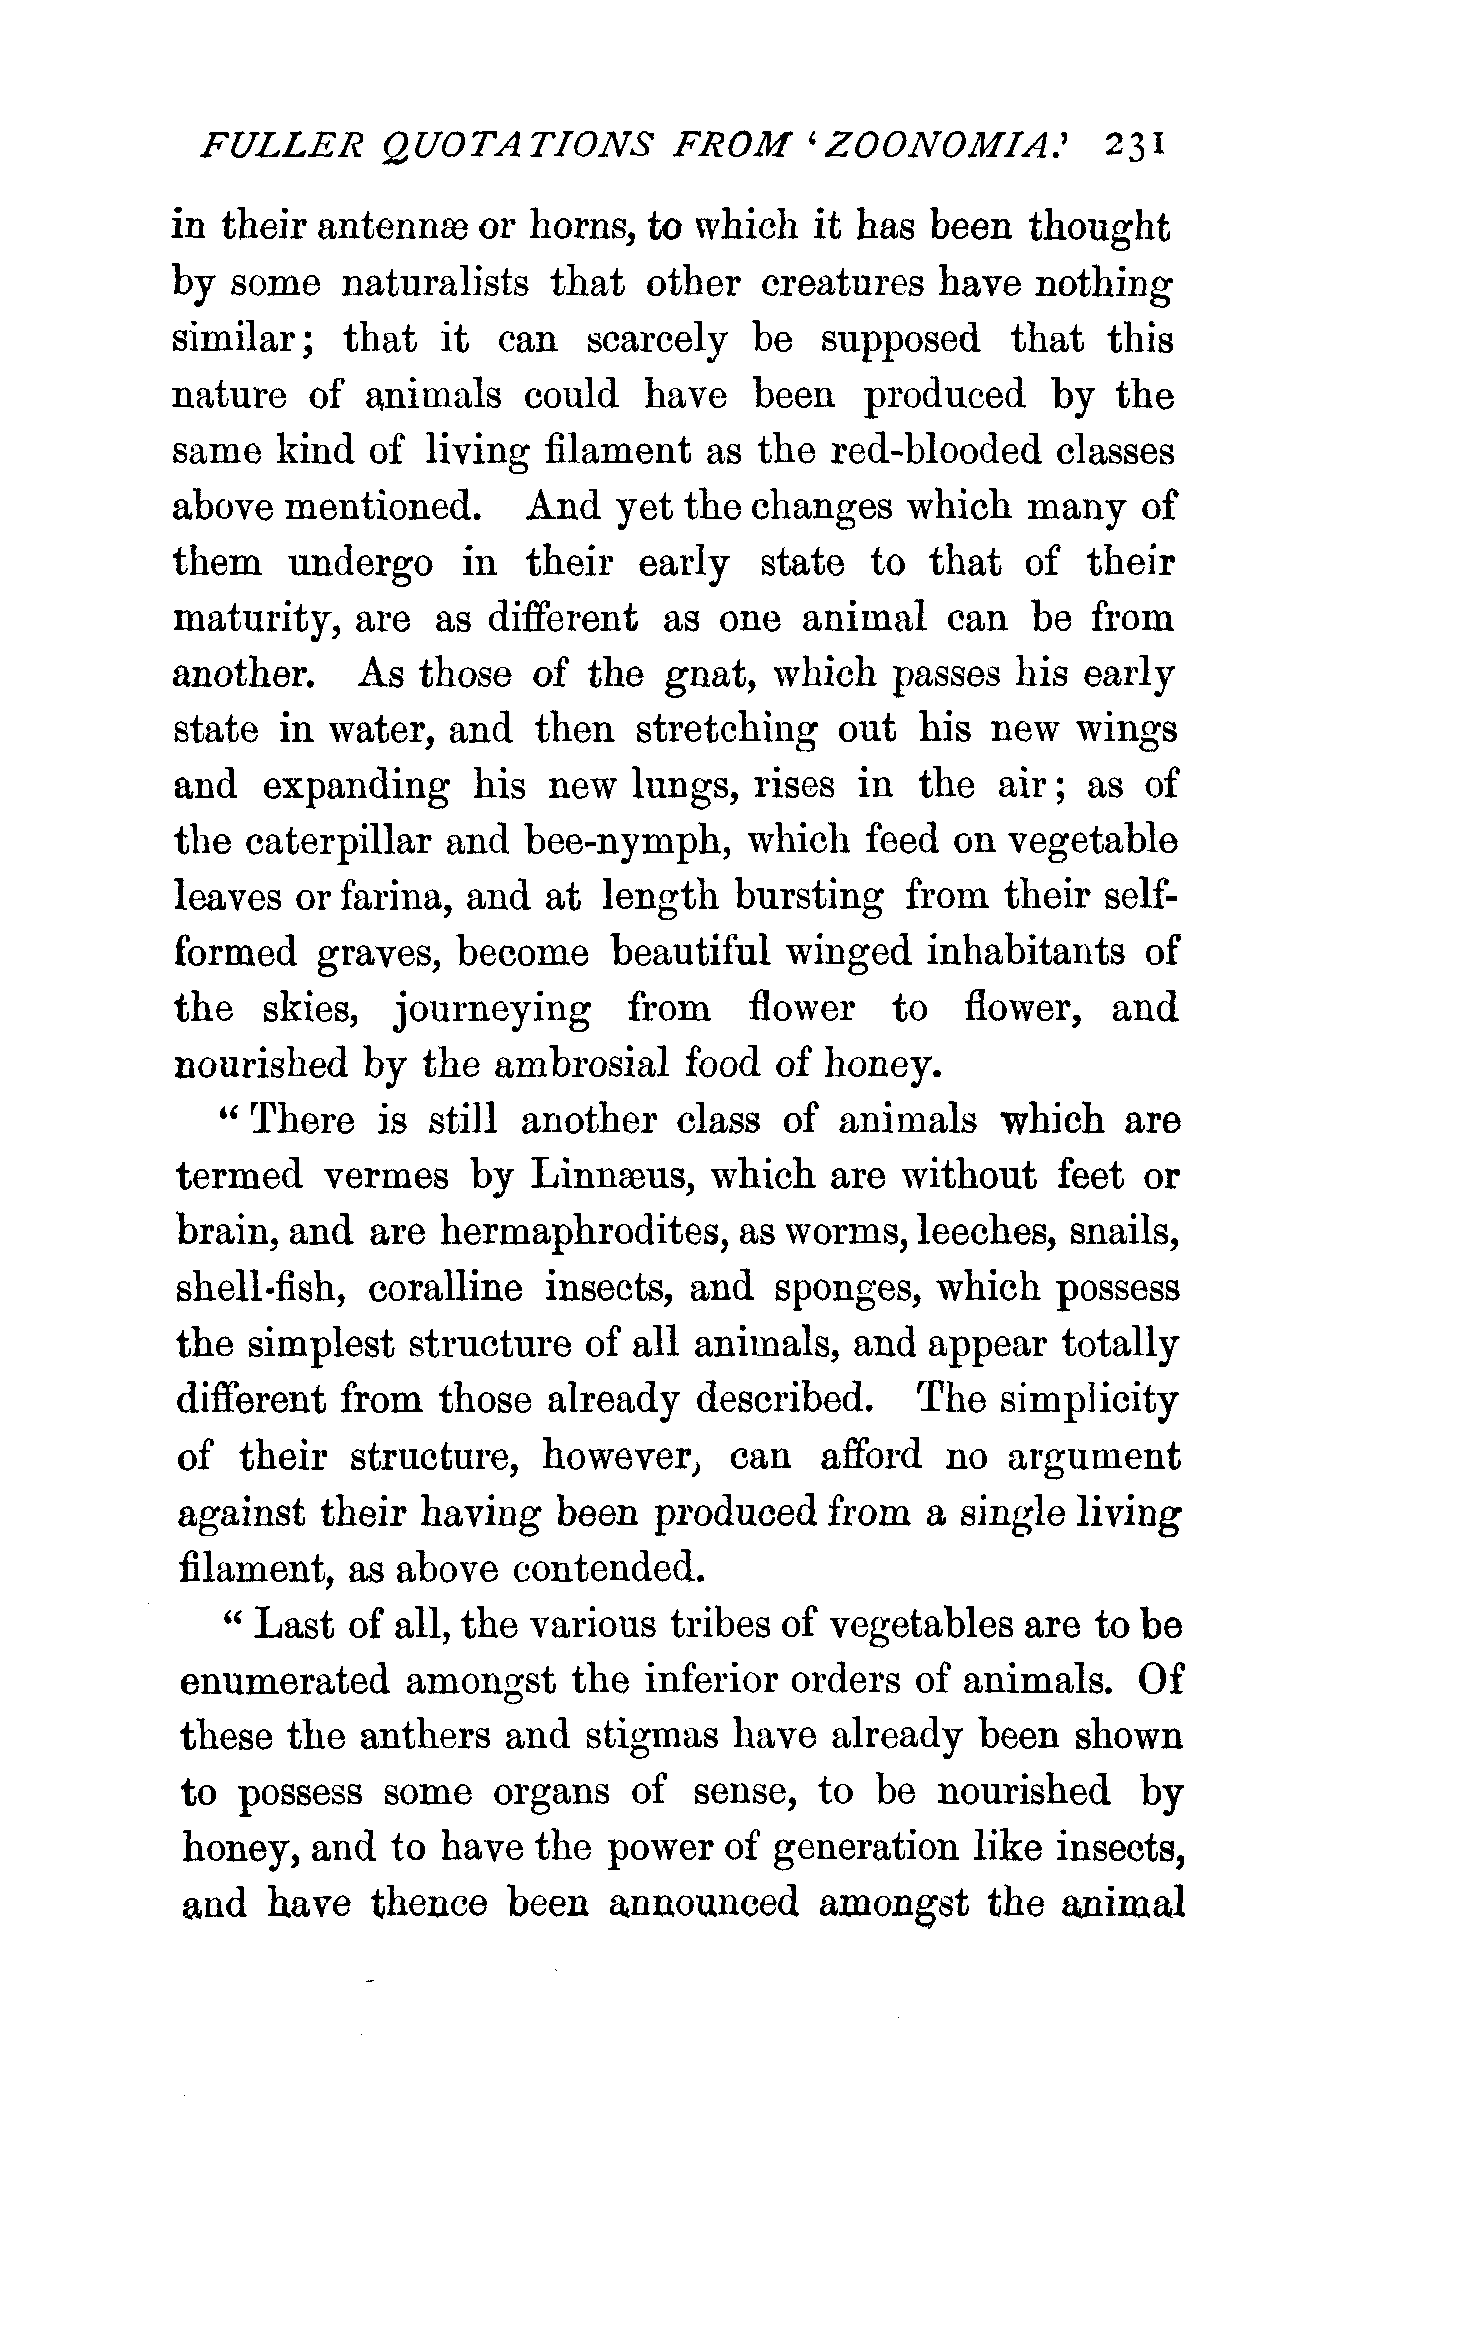 FULLER QUOTATIONS FROM ‘ZOONOMIA.’ 231
in their antennæ or horns, to which it has been thought
by some naturalists that other creatures have nothing
similar; that it can scarcely be supposed that this
nature of animals could have been produced by the
same kind of living filament as the red-blooded classes
above mentioned. And yet the changes which many of
them undergo in their early state to that of their
maturity, are as different as one animal can be from
another. As those of the gnat, which passes his early
state in water, and then stretching out his new wings
and expanding his new lungs, rises in the air; as of
the caterpillar and bee-nymph, which feed on vegetable
leaves or farina, and at length bursting from their self-
formed graves, become beautiful winged inhabitants of
the skies, journeying from flower to flower, and
nourished by the ambrosial food of honey.
“There is still another class of animals which are
termed vermes by Linnæus, which are without feet or
brain, and are hermaphrodites, as worms, leeches, snails,
shell-fish, coralline insects, and sponges, which possess
the simplest structure of all animals, and appear totally
different from those already described. The simplicity
of their structure, however, can afford no argument
against their having been produced from a single living
filament, as above contended.
“Last of all, the various tribes of vegetables are to be
enumerated amongst the inferior orders of animals. Of
these the anthers and stigmas have already been shown
to possess some organs of sense, to be nourished by
honey, and to have the power of generation like insects,
and have thence been announced amongst the animal